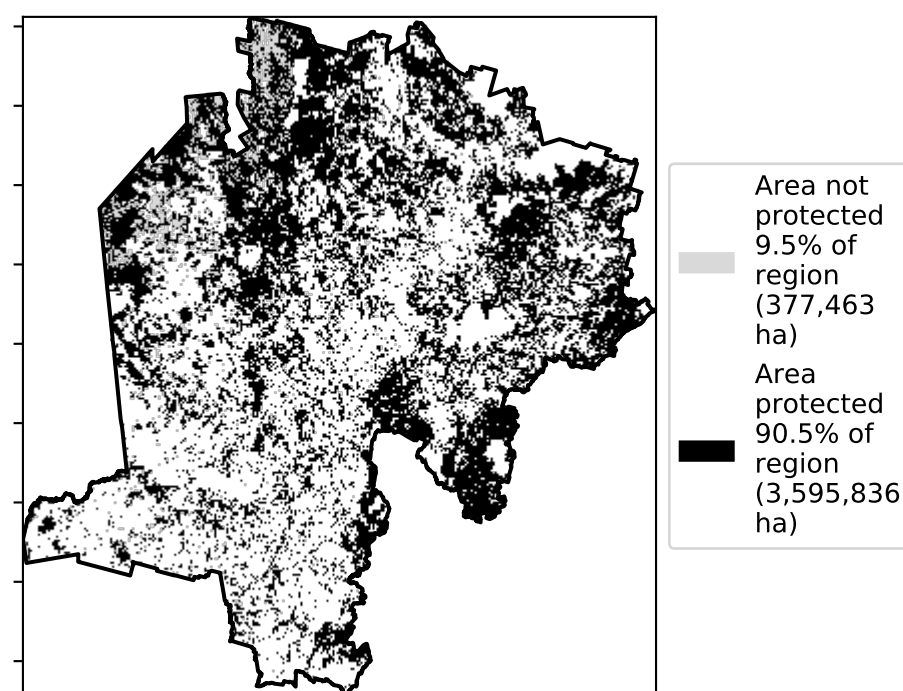 Area not
protected
9.5% of
region
(377,463
ha)
Area
protected
90.5% of
region
(3,595,836
ha)